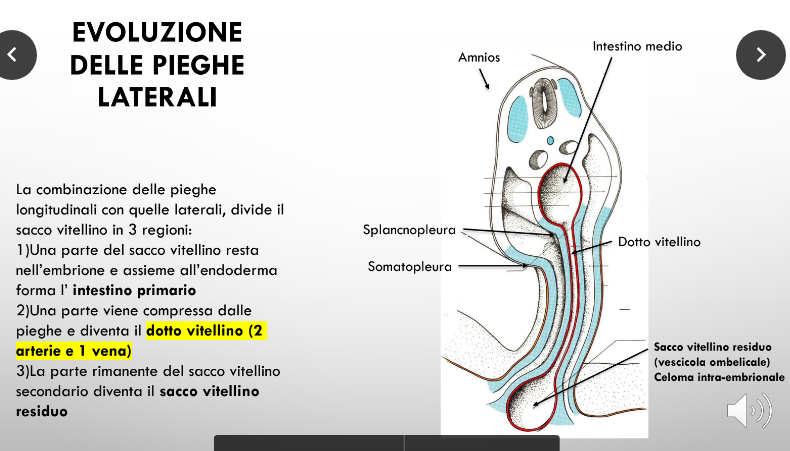 EVOLUZIONE
DELLE PIEGHE
LATERALI
La combinazione delle pieghe
longitudinali con quelle laterali, divide il
sacco vitellino in 3 regioni:
1)Una parte del sacco vitellino resta
nell'embrione e assieme all'endoderma
forma l' intestino primario
2)Una parte viene compressa dalle
pieghe e diventa il dotto vitellino (2
arterie e 1 vena)
3)La parte rimanente del sacco vitellino
secondario diventa il sacco vitellino
residuo
Intestino medio
Amnios
Splancnopleura
Dotto vitellino
Somatopleura
Sacco vitellino residuo
(vescicola ombelicale)
Celoma intra-embrionale